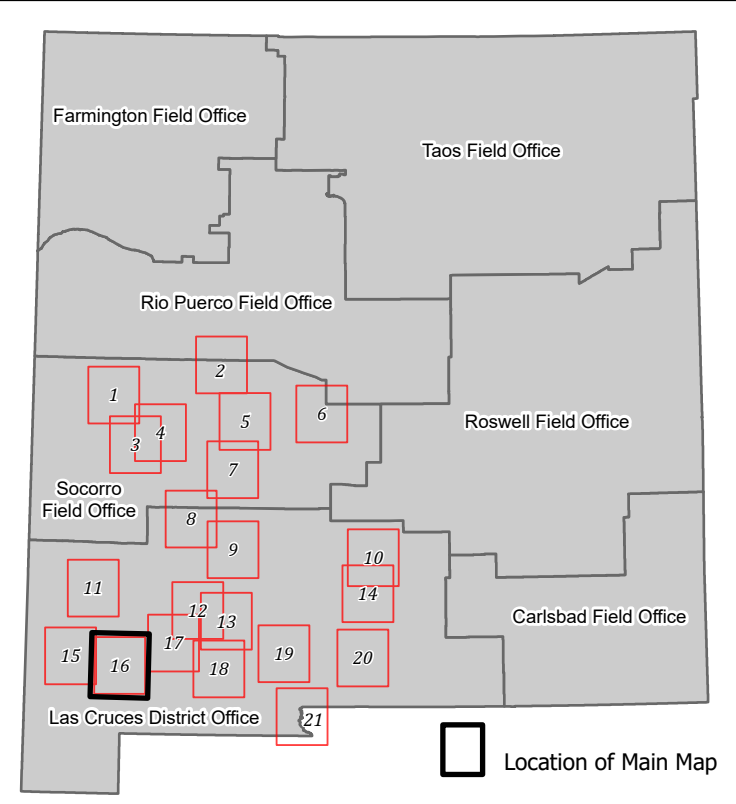 Farmington Field Office
Taos Field Office
Rio Puerco Field Office
2
1
6
5
4
3
Roswell Field Office
7
Socorro
Field Office
8
9
10
11
14
12
13
Carlsbad Field Office
17
15
19
20
16
18
Las Cruces District Office
21
Location of Main Map